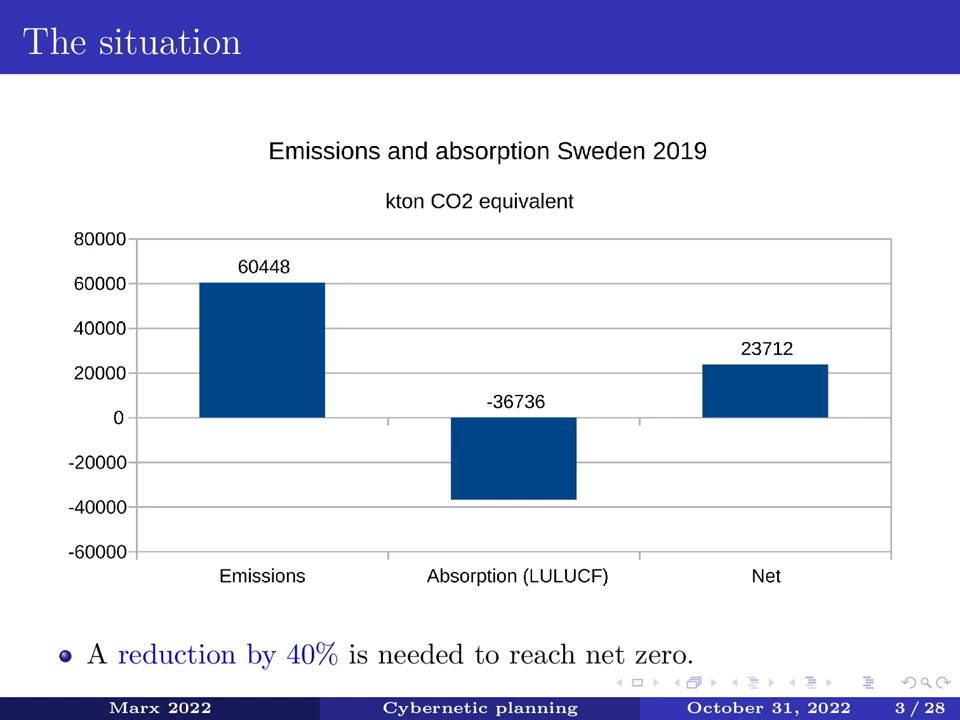 The situation
Emissions and absorption Sweden 2019
kton CO2 equivalent
80000
60000
40000
20000
0
-20000
-40000
-60000
60448
-36736
23712
Emissions Absorption (LULUCF) Net
A reduction by 40% is needed to reach net zero.
Marx 2022 Cybernetic planning October 31, 2022 3 / 28